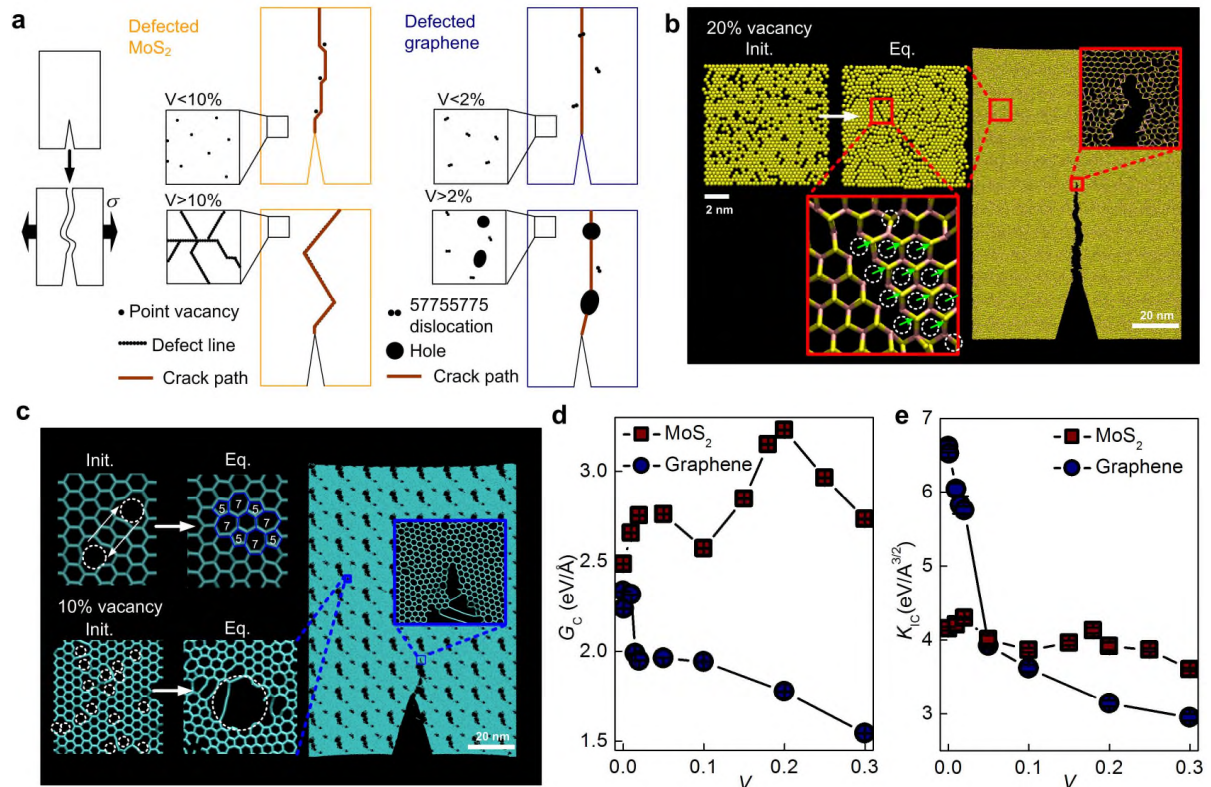 a
Defected
MoS2
Defected
graphene
V<10%
V<2%
σ
V>10%
V>2%
Point vacancy
Defect line
Crack path
57755775
dislocation
Hole
Crack path
b
20% vacancy
Init.
Eq.
2 nm
20 nm
c
Init.
Eq.
5
7
5
7
7
5
7
5
10% vacancy
Init.
Eq.
20 nm
d
MoS2
Graphene
GC (eV/Å)
3.0
2.5
2.0
1.5
0.0
0.1
0.2
0.3
V
e
MoS2
Graphene
KIC (eV/A^3/2)
7
6
5
4
3
0.0
0.1
0.2
0.3
V